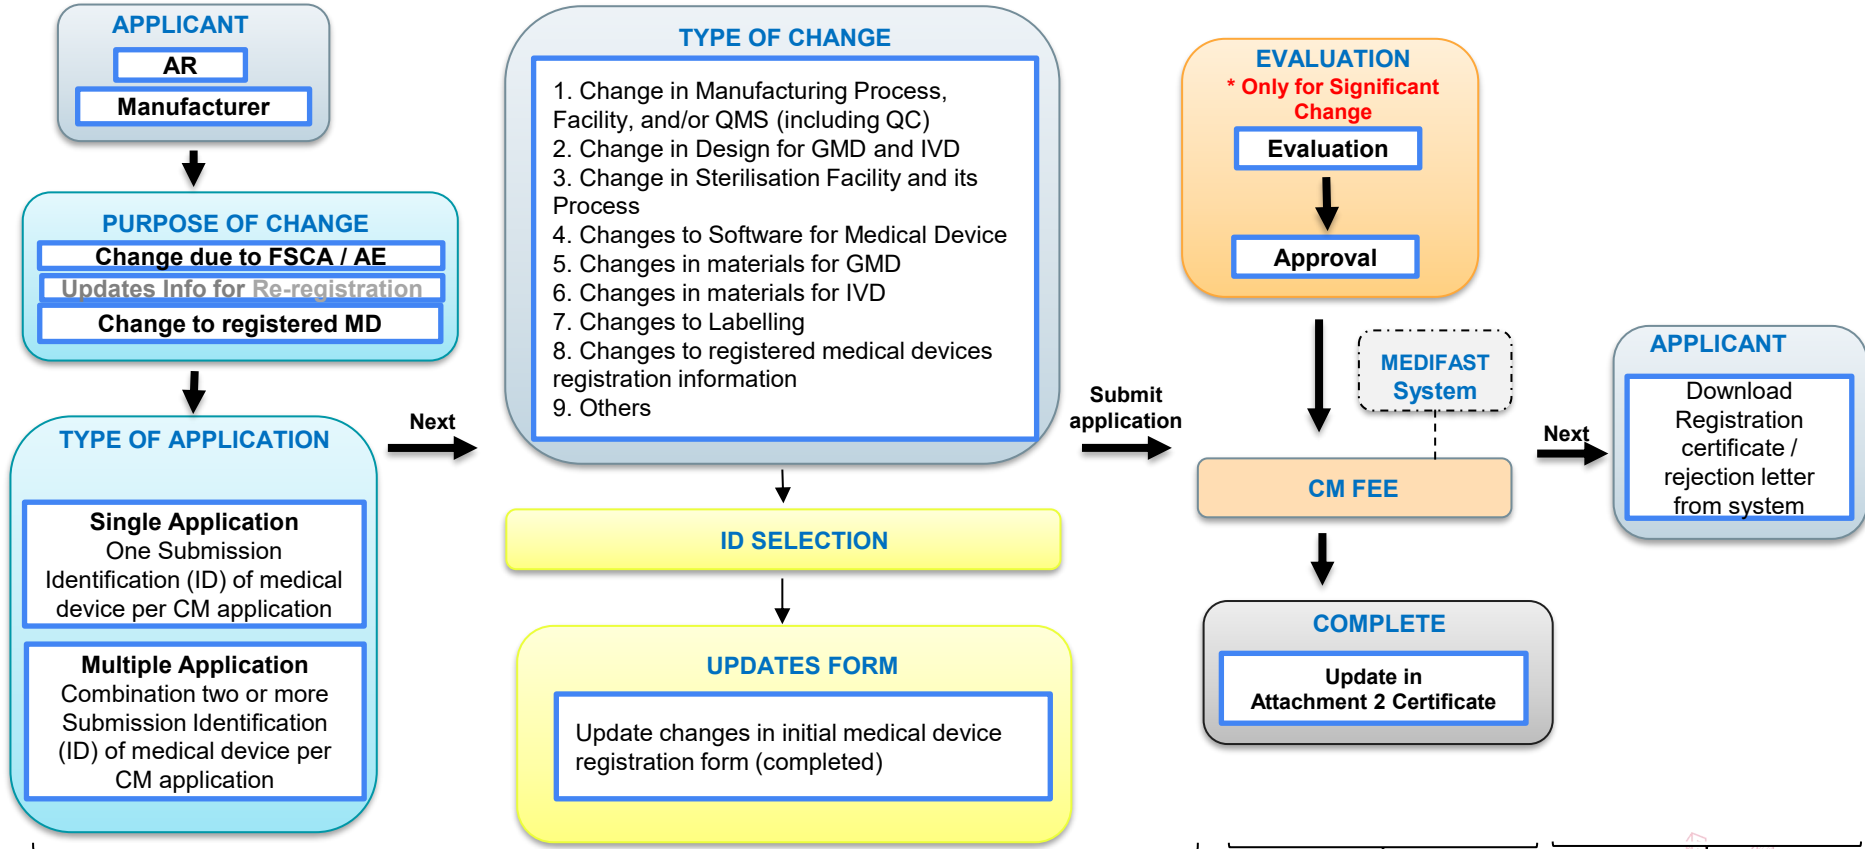 APPLICANT
AR
Manufacturer
PURPOSE OF CHANGE
Change due to FSCA / AE
Updates Info for Re-registration
Change to registered MD
TYPE OF APPLICATION
Single Application
One Submission
Identification (ID) of medical
device per CM application
Multiple Application
Combination two or more
Submission Identification
(ID) of medical device per
CM application
Next
TYPE OF CHANGE
1. Change in Manufacturing Process,
Facility, and/or QMS (including QC)
2. Change in Design for GMD and IVD
3. Change in Sterilisation Facility and its
Process
4. Changes to Software for Medical Device
5. Changes in materials for GMD
6. Changes in materials for IVD
7. Changes to Labelling
8. Changes to registered medical devices
registration information
9. Others
ID SELECTION
UPDATES FORM
Update changes in initial medical device
registration form (completed)
Submit
application
EVALUATION
* Only for Significant
Change
Evaluation
Approval
MEDIFAST
System
CM FEE
COMPLETE
Update in
Attachment 2 Certificate
Next
APPLICANT
Download
Registration
certificate /
rejection letter
from system